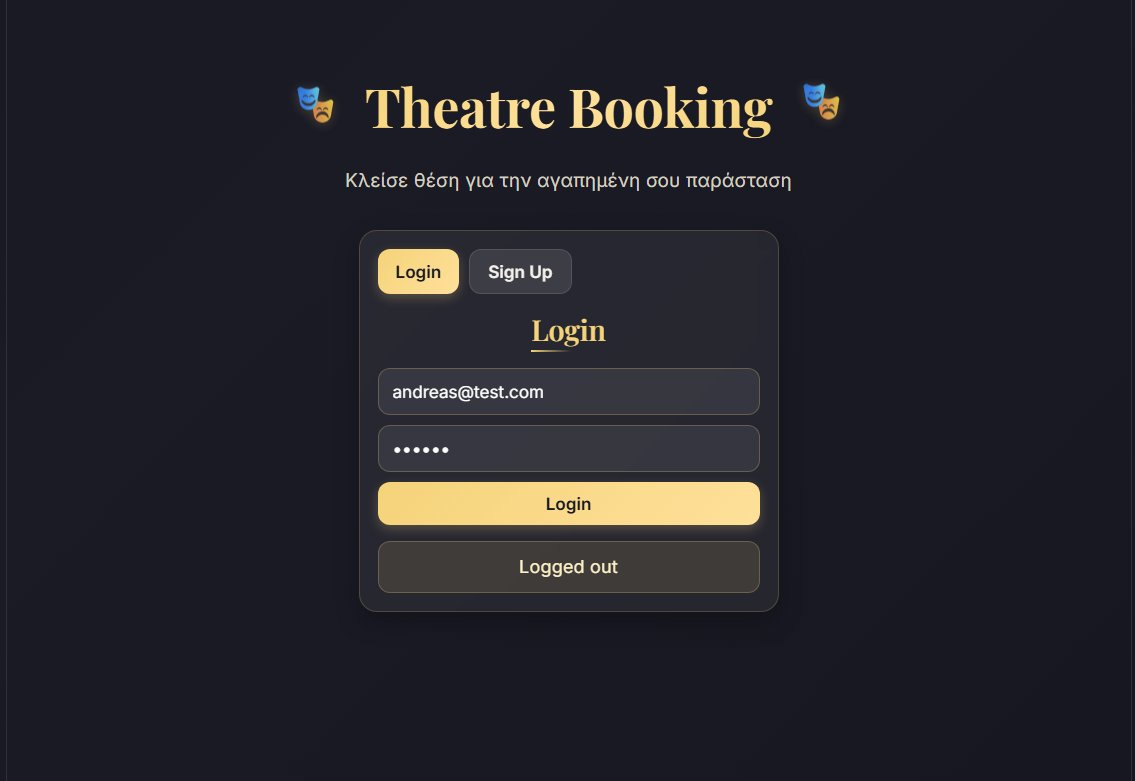 Theatre Booking
Κλείσε θέση για την αγαπημένη σου παράσταση
Login Sign Up
Login
andreas@test.com
••••••
Login
Logged out